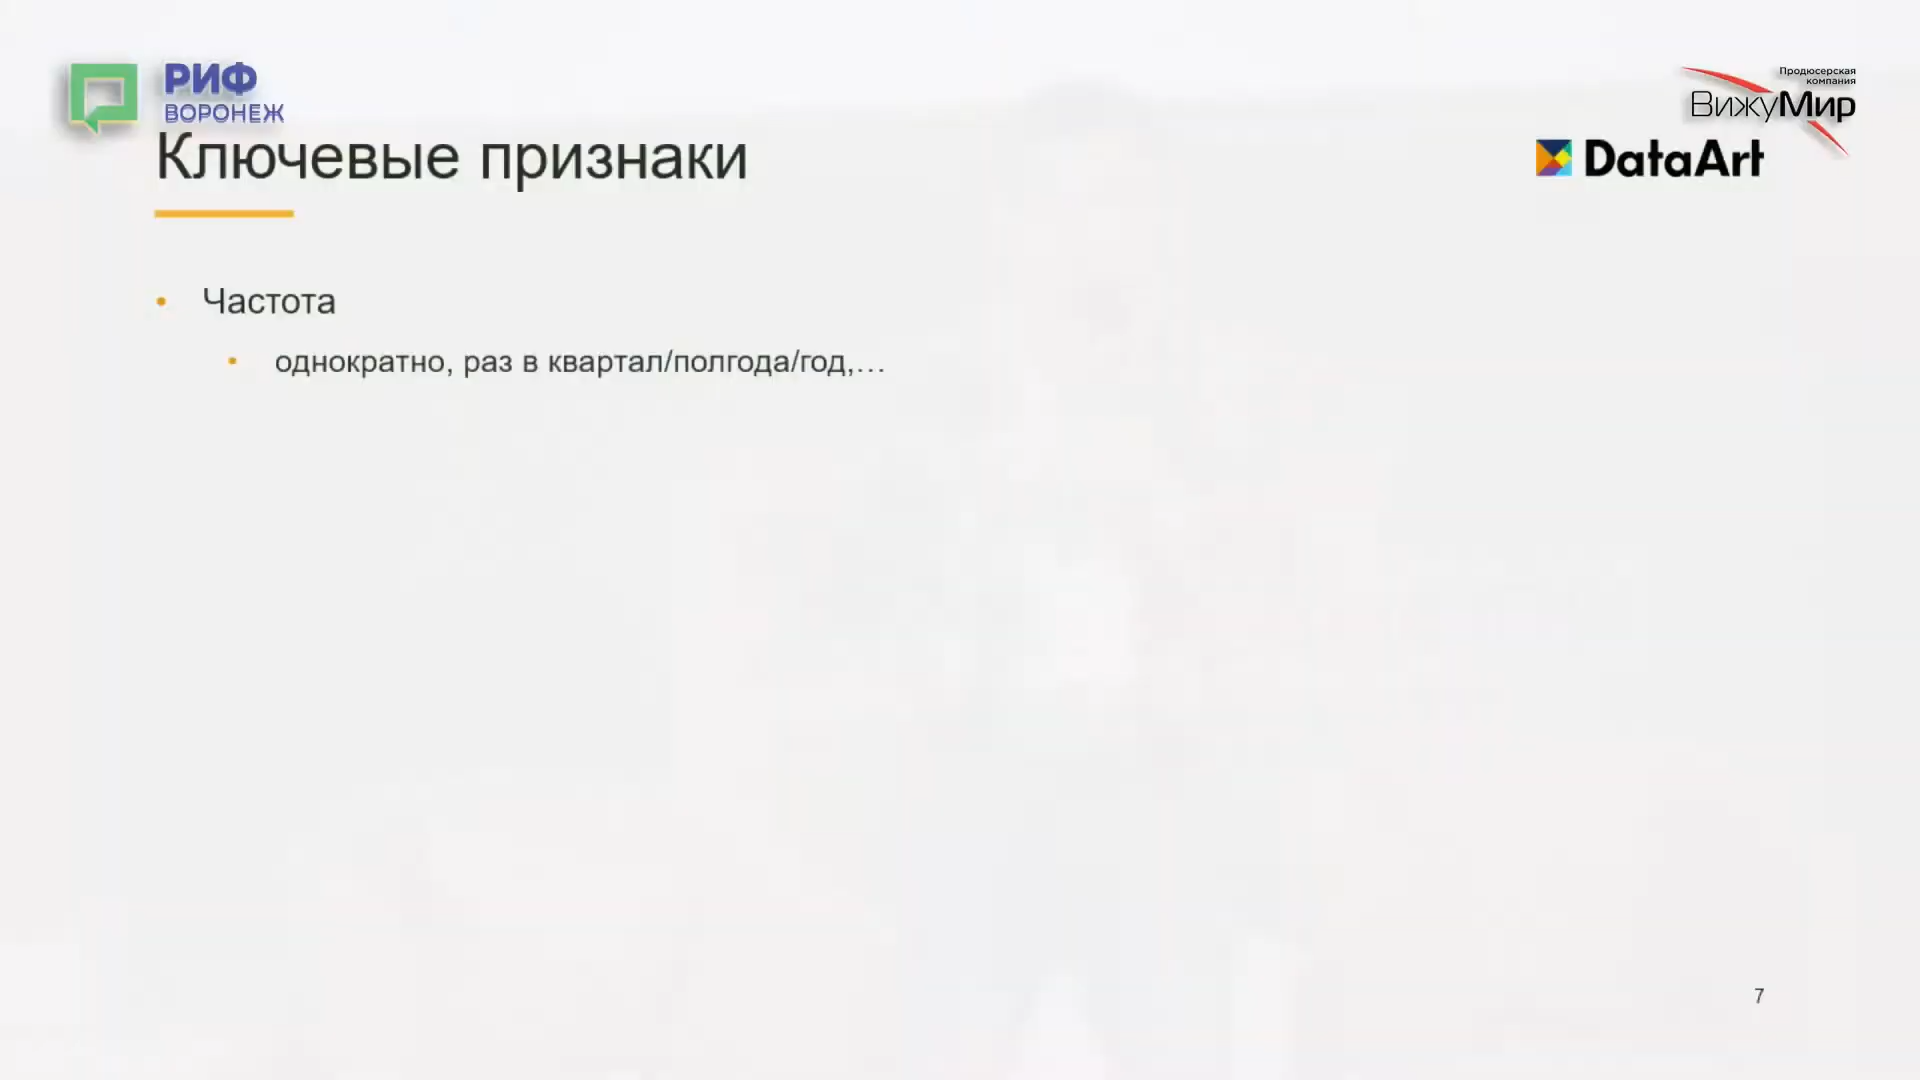 РИФ
ВОРОНЕЖ
Продюсерская
компания
ВижуМир
Ключевые признаки
DataArt
• Частота
• однократно, раз в квартал/полгода/год,...
7